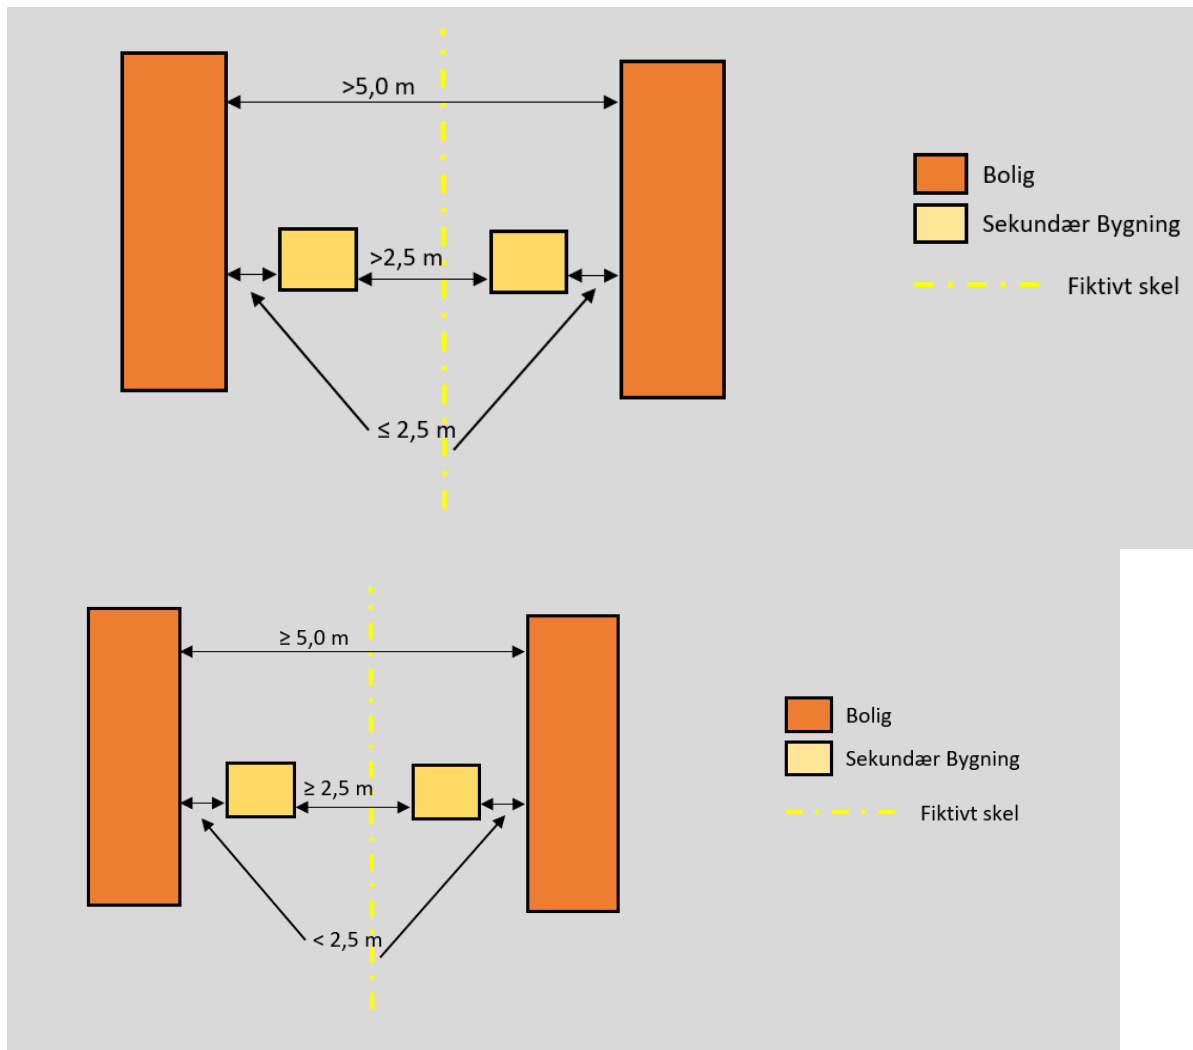 >5,0 m
Bolig
Sekundær Bygning
>2,5 m
Fiktivt skel
≤ 2,5 m
≥ 5,0 m
Bolig
Sekundær Bygning
≥ 2,5 m
Fiktivt skel
< 2,5 m